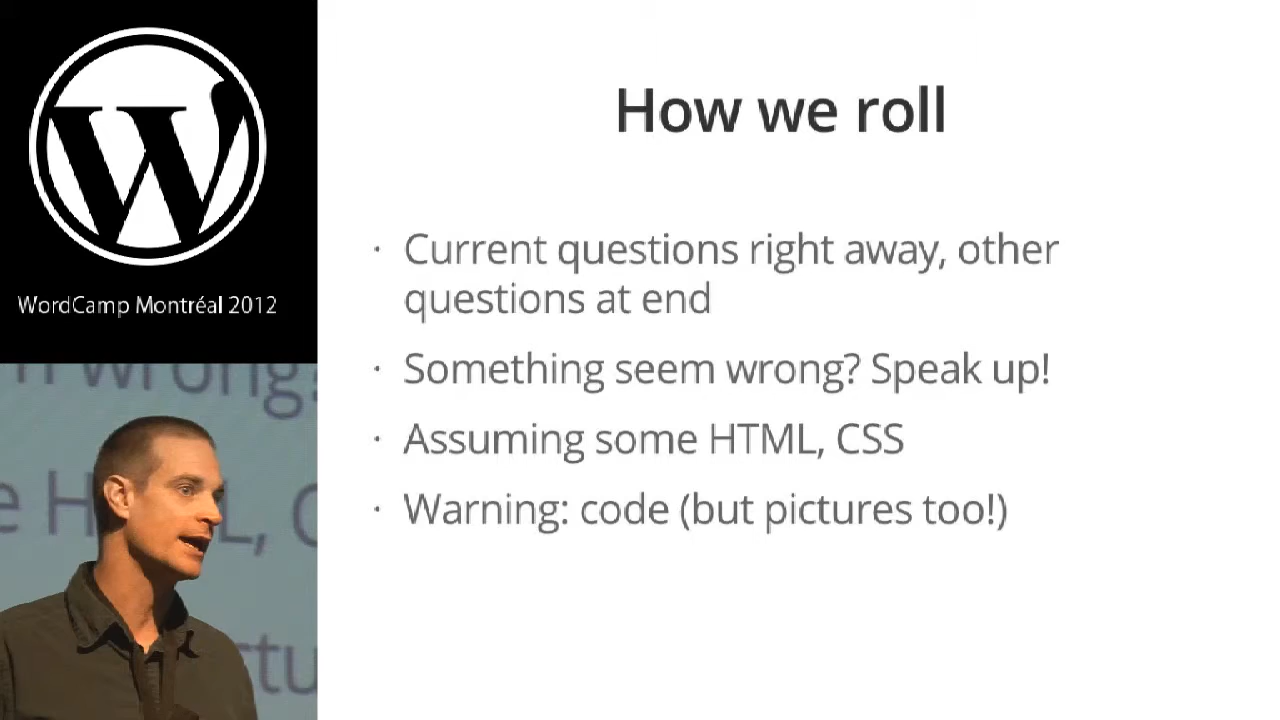 WordCamp Montréal 2012
How we roll
· Current questions right away, other
questions at end
· Something seem wrong? Speak up!
· Assuming some HTML, CSS
· Warning: code (but pictures too!)